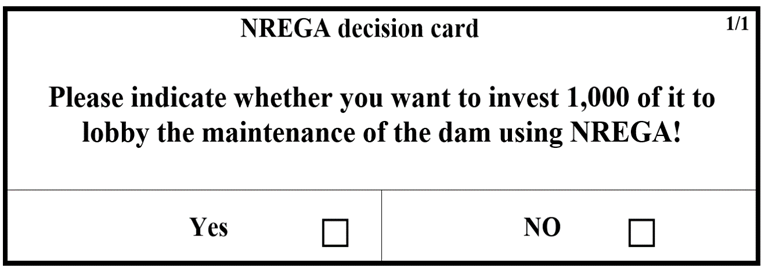 NREGA decision card
1/1
Please indicate whether you want to invest 1,000 of it to
lobby the maintenance of the dam using NREGA!
Yes
NO